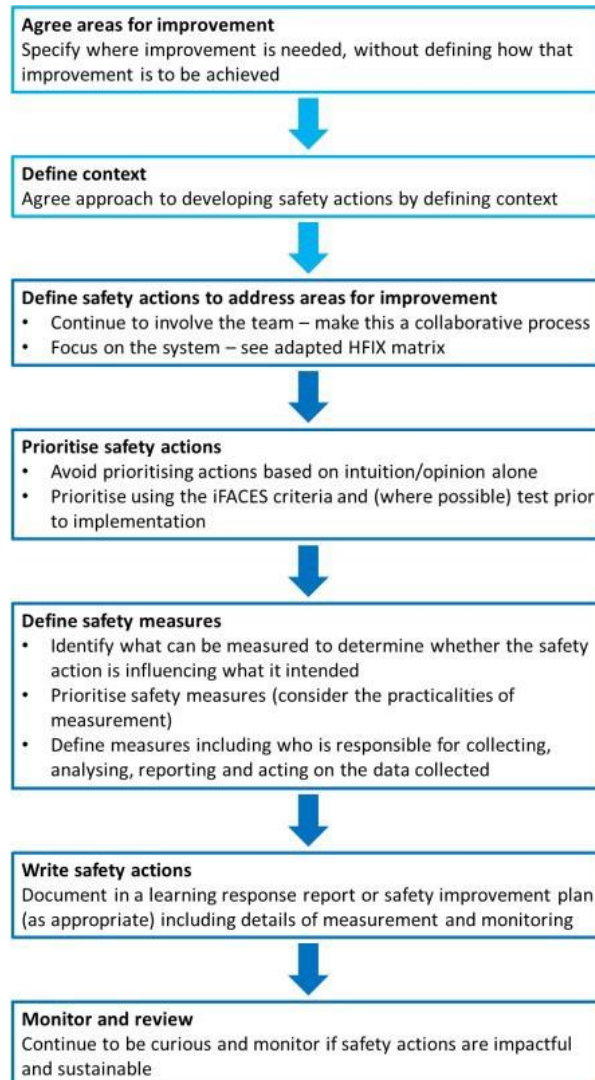 Agree areas for improvement
Specify where improvement is needed, without defining how that
improvement is to be achieved
Define context
Agree approach to developing safety actions by defining context
Define safety actions to address areas for improvement
• Continue to involve the team – make this a collaborative process
• Focus on the system – see adapted HFIX matrix
Prioritise safety actions
• Avoid prioritising actions based on intuition/opinion alone
• Prioritise using the iFACES criteria and (where possible) test prior
to implementation
Define safety measures
• Identify what can be measured to determine whether the safety
action is influencing what it intended
• Prioritise safety measures (consider the practicalities of
measurement)
• Define measures including who is responsible for collecting,
analysing, reporting and acting on the data collected
Write safety actions
Document in a learning response report or safety improvement plan
(as appropriate) including details of measurement and monitoring
Monitor and review
Continue to be curious and monitor if safety actions are impactful
and sustainable